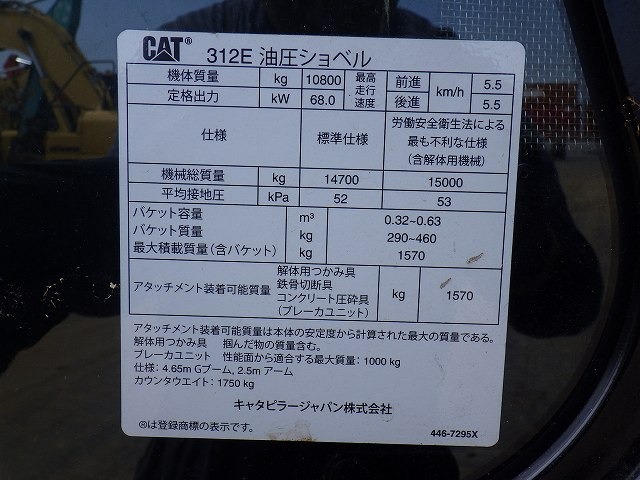 CAT® 312E 油圧ショベル
機体質量 kg 10800 最高走行速度 前進 km/h 5.5
定格出力 kW 68.0 後進 5.5
仕様 標準仕様 労働安全衛生法による最も不利な仕様(含解体用機械)
機械総質量 kg 14700 15000
平均接地圧 kPa 52 53
バケット容量 m³ 0.32~0.63
バケット質量 kg 290~460
最大積載質量(含バケット) kg 1570
アタッチメント装着可能質量 解体用つかみ具 鉄骨切断具 コンクリート圧砕具 (ブレーカユニット) kg 1570
アタッチメント装着可能質量は本体の安定度から計算された最大の質量である。
解体用つかみ具 掴んだ物の質量含む。
ブレーカユニット 性能面から適合する最大質量: 1000 kg
仕様: 4.65m Gブーム, 2.5m アーム
カウンタウエイト: 1750 kg
キャタピラージャパン株式会社
®は登録商標の表示です。 446-7295X